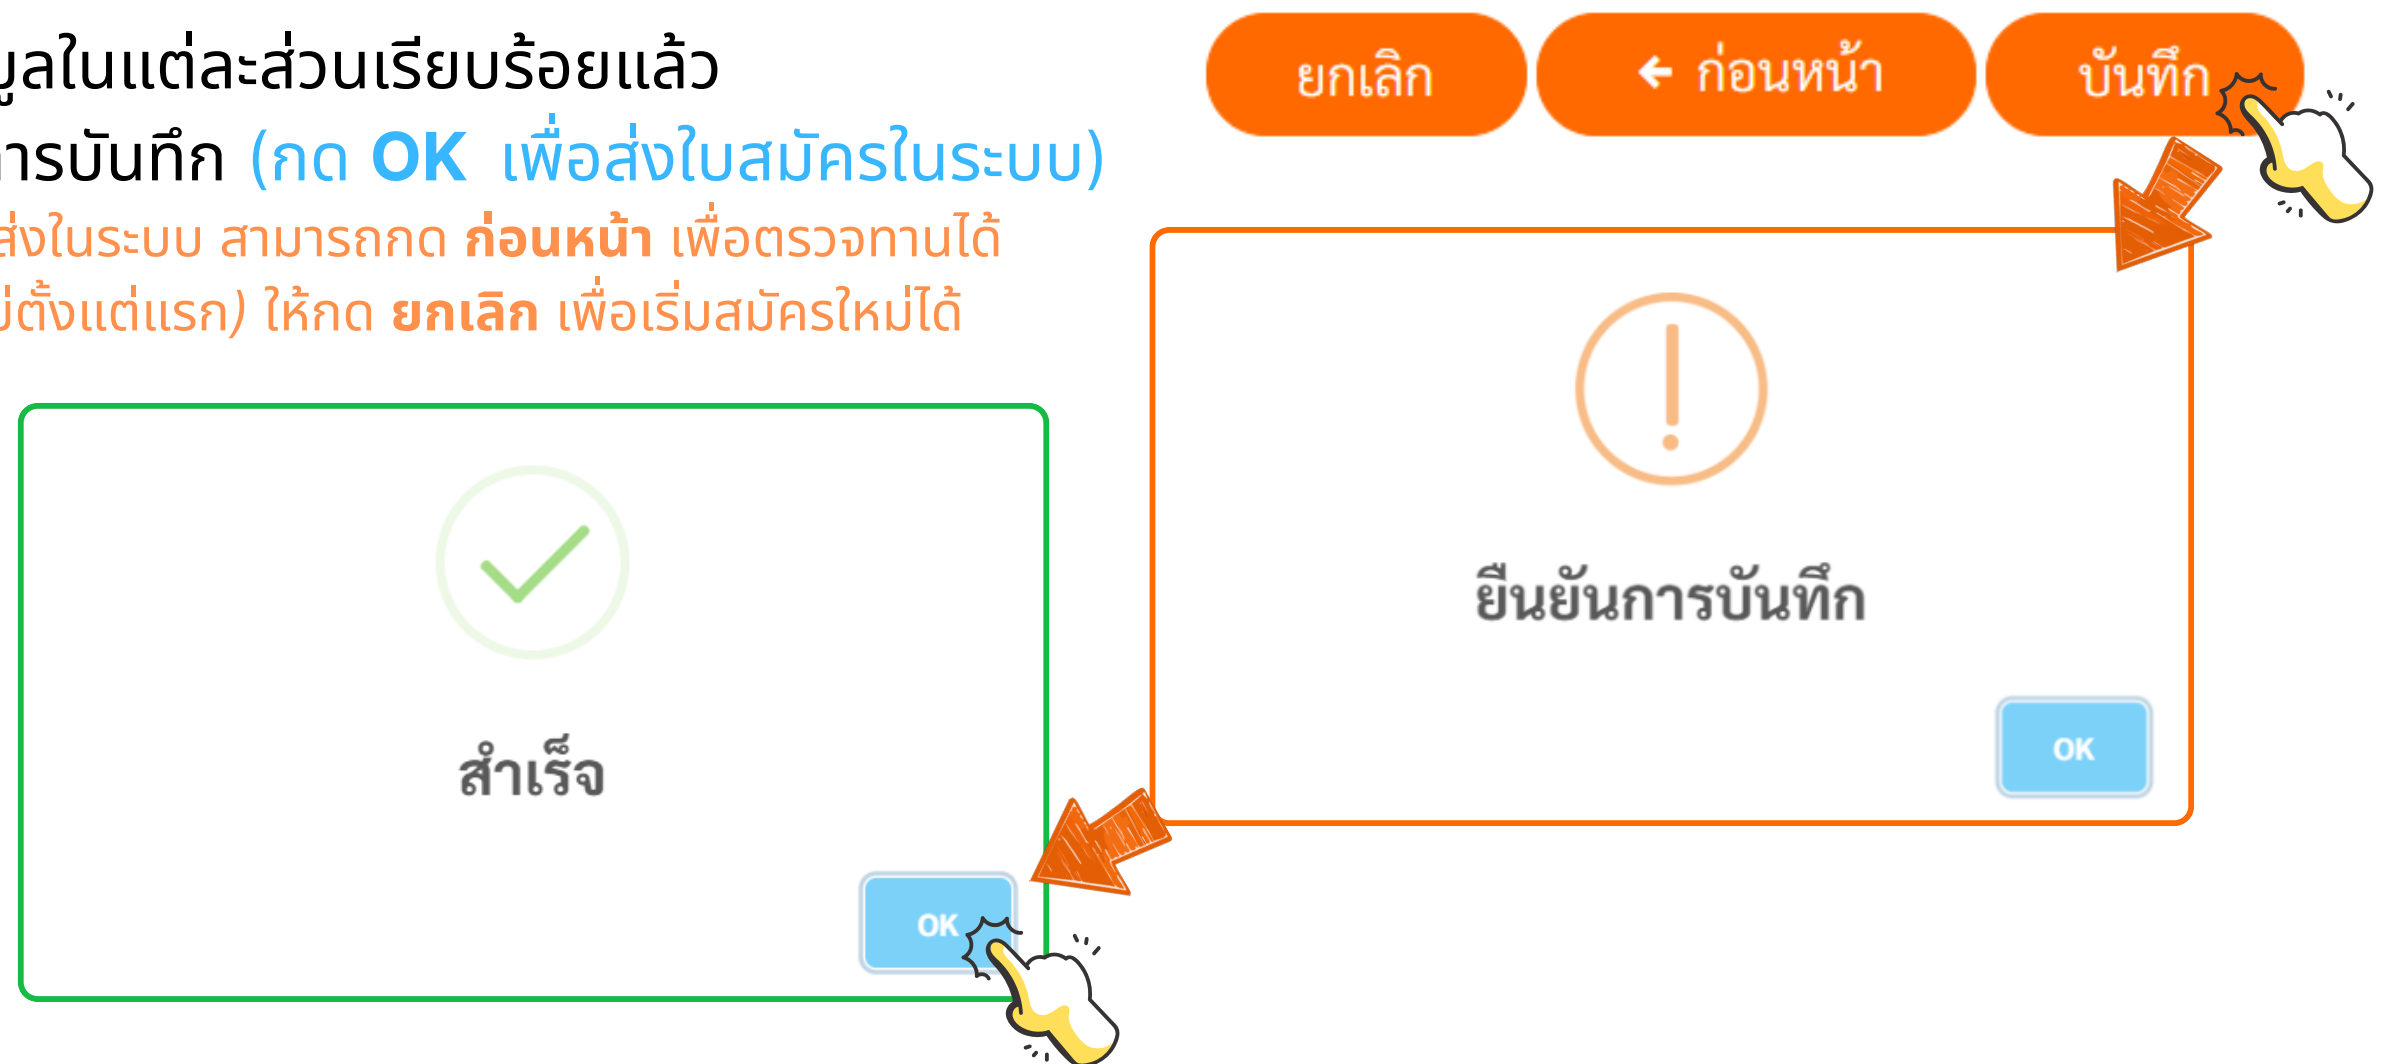 มูลในแต่ละส่วนเรียบร้อยแล้ว
การบันทึก (กด OK เพื่อส่งใบสมัครในระบบ)
ส่งในระบบ สามารถกด ก่อนหน้า เพื่อตรวจทานได้
ตั้งแต่แรก) ให้กด ยกเลิก เพื่อเริ่มสมัครใหม่ได้
ยกเลิก
← ก่อนหน้า
บันทึก
ยืนยันการบันทึก
OK
สำเร็จ
OK